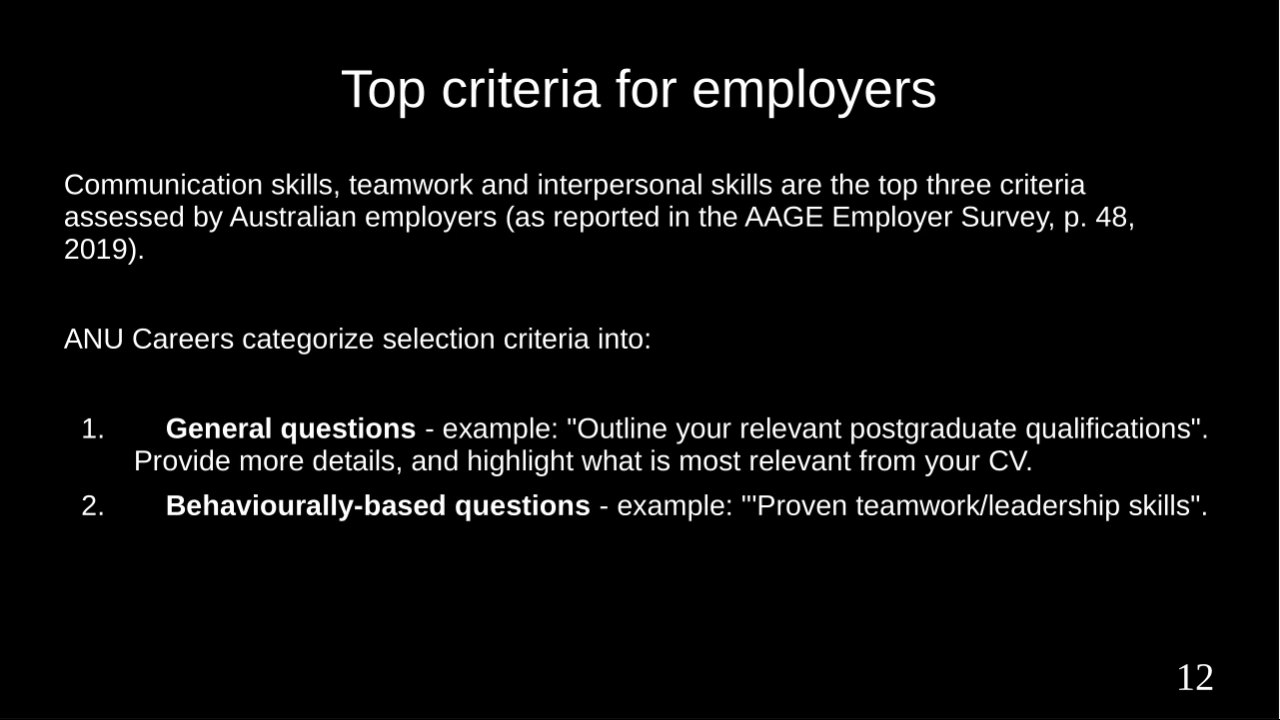 Top criteria for employers
Communication skills, teamwork and interpersonal skills are the top three criteria
assessed by Australian employers (as reported in the AAGE Employer Survey, p. 48,
2019).
ANU Careers categorize selection criteria into:
1. General questions - example: "Outline your relevant postgraduate qualifications".
Provide more details, and highlight what is most relevant from your CV.
2. Behaviourally-based questions - example: "'Proven teamwork/leadership skills".
12